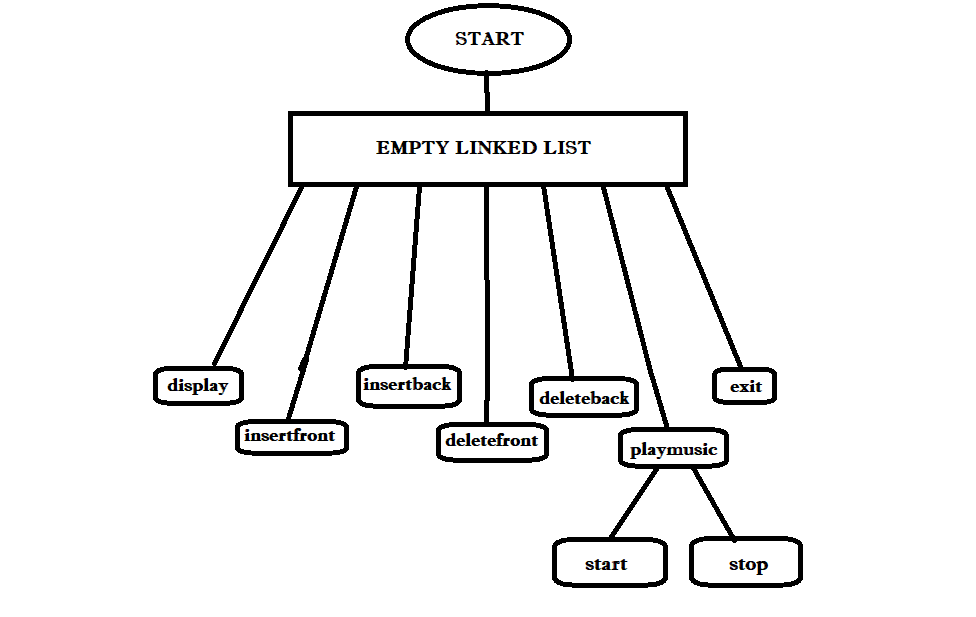 START
EMPTY LINKED LIST
display
insertfront
insertback
deletefront
deleteback
playmusic
exit
start
stop